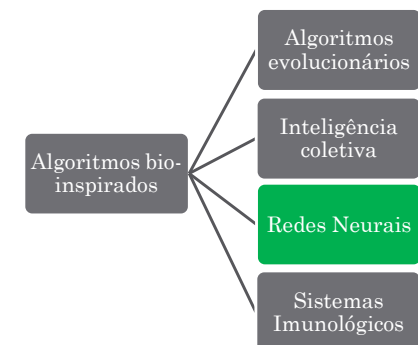 Algoritmos
evolucionários
Inteligência
coletiva
Algoritmos bio-
inspirados
Redes Neurais
Sistemas
Imunológicos